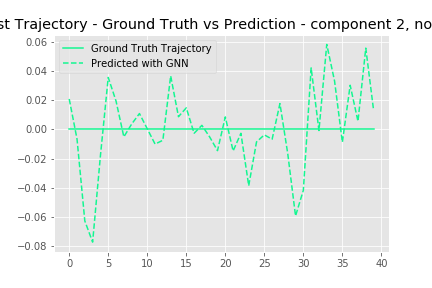 st Trajectory - Ground Truth vs Prediction - component 2, no
Ground Truth Trajectory
Predicted with GNN
0.06
0.04
0.02
0.00
−0.02
−0.04
−0.06
−0.08
0 5 10 15 20 25 30 35 40